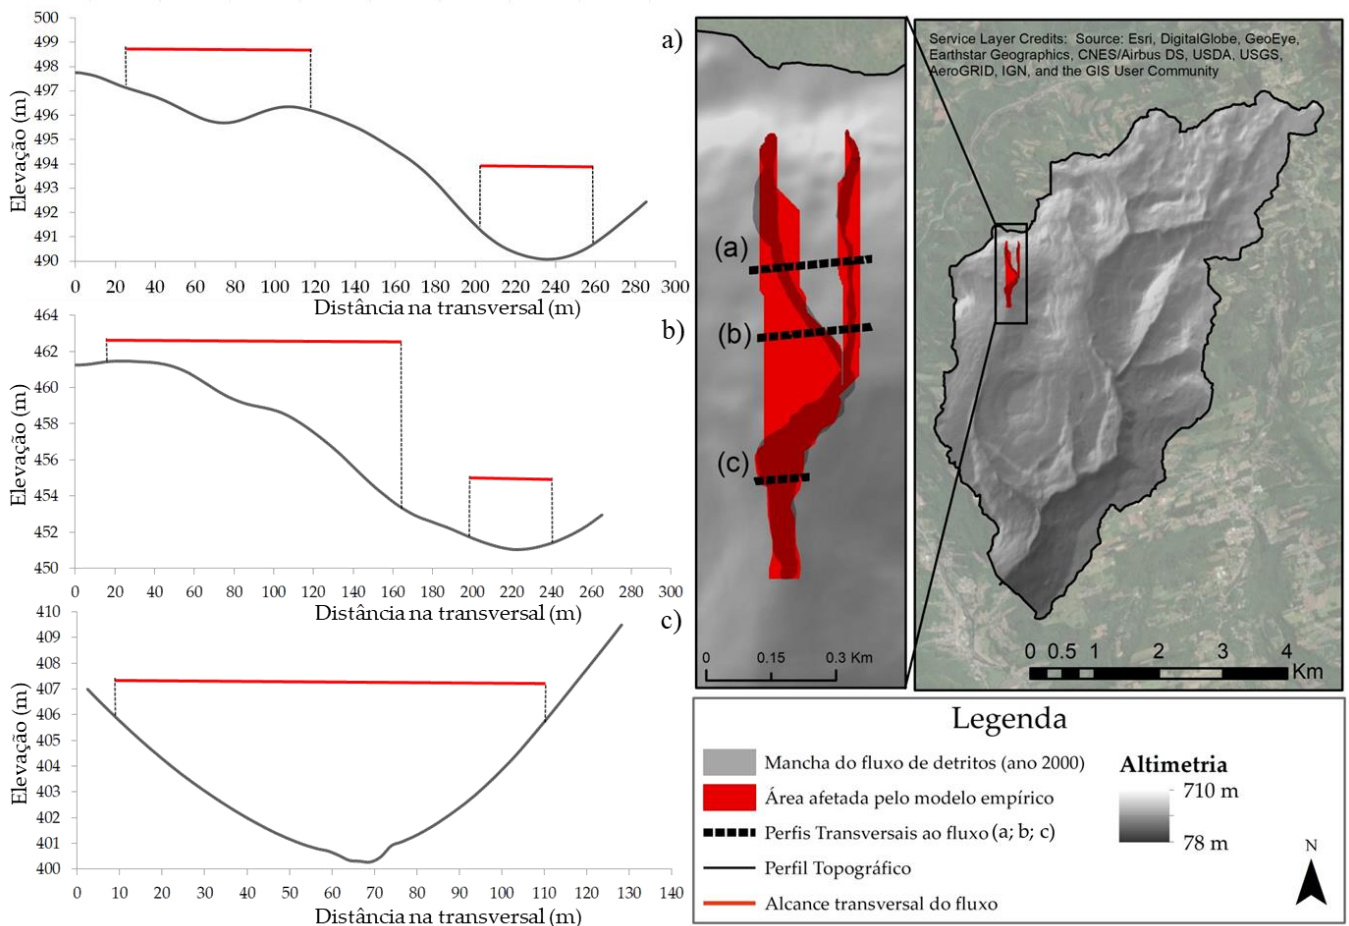 a)
Elevação (m)
500
499
498
497
496
495
494
493
492
491
490
0 20 40 60 80 100 120 140 160 180 200 220 240 260 280 300
Distância na transversal (m)
b)
Elevação (m)
464
462
460
458
456
454
452
450
0 20 40 60 80 100 120 140 160 180 200 220 240 260 280 300
Distância na transversal (m)
c)
Elevação (m)
410
409
408
407
406
405
404
403
402
401
400
0 10 20 30 40 50 60 70 80 90 100 110 120 130 140
Distância na transversal (m)
(a)
(b)
(c)
0 0.15 0.3 Km
Service Layer Credits: Source: Esri, DigitalGlobe, GeoEye,
Earthstar Geographics, CNES/Airbus DS, USDA, USGS,
AeroGRID, IGN, and the GIS User Community
0 0.5 1 2 3 4
Km
Legenda
Mancha do fluxo de detritos (ano 2000)
Área afetada pelo modelo empírico
Perfis Transversais ao fluxo (a; b; c)
Perfil Topográfico
Alcance transversal do fluxo
Altimetria
710 m
78 m
N